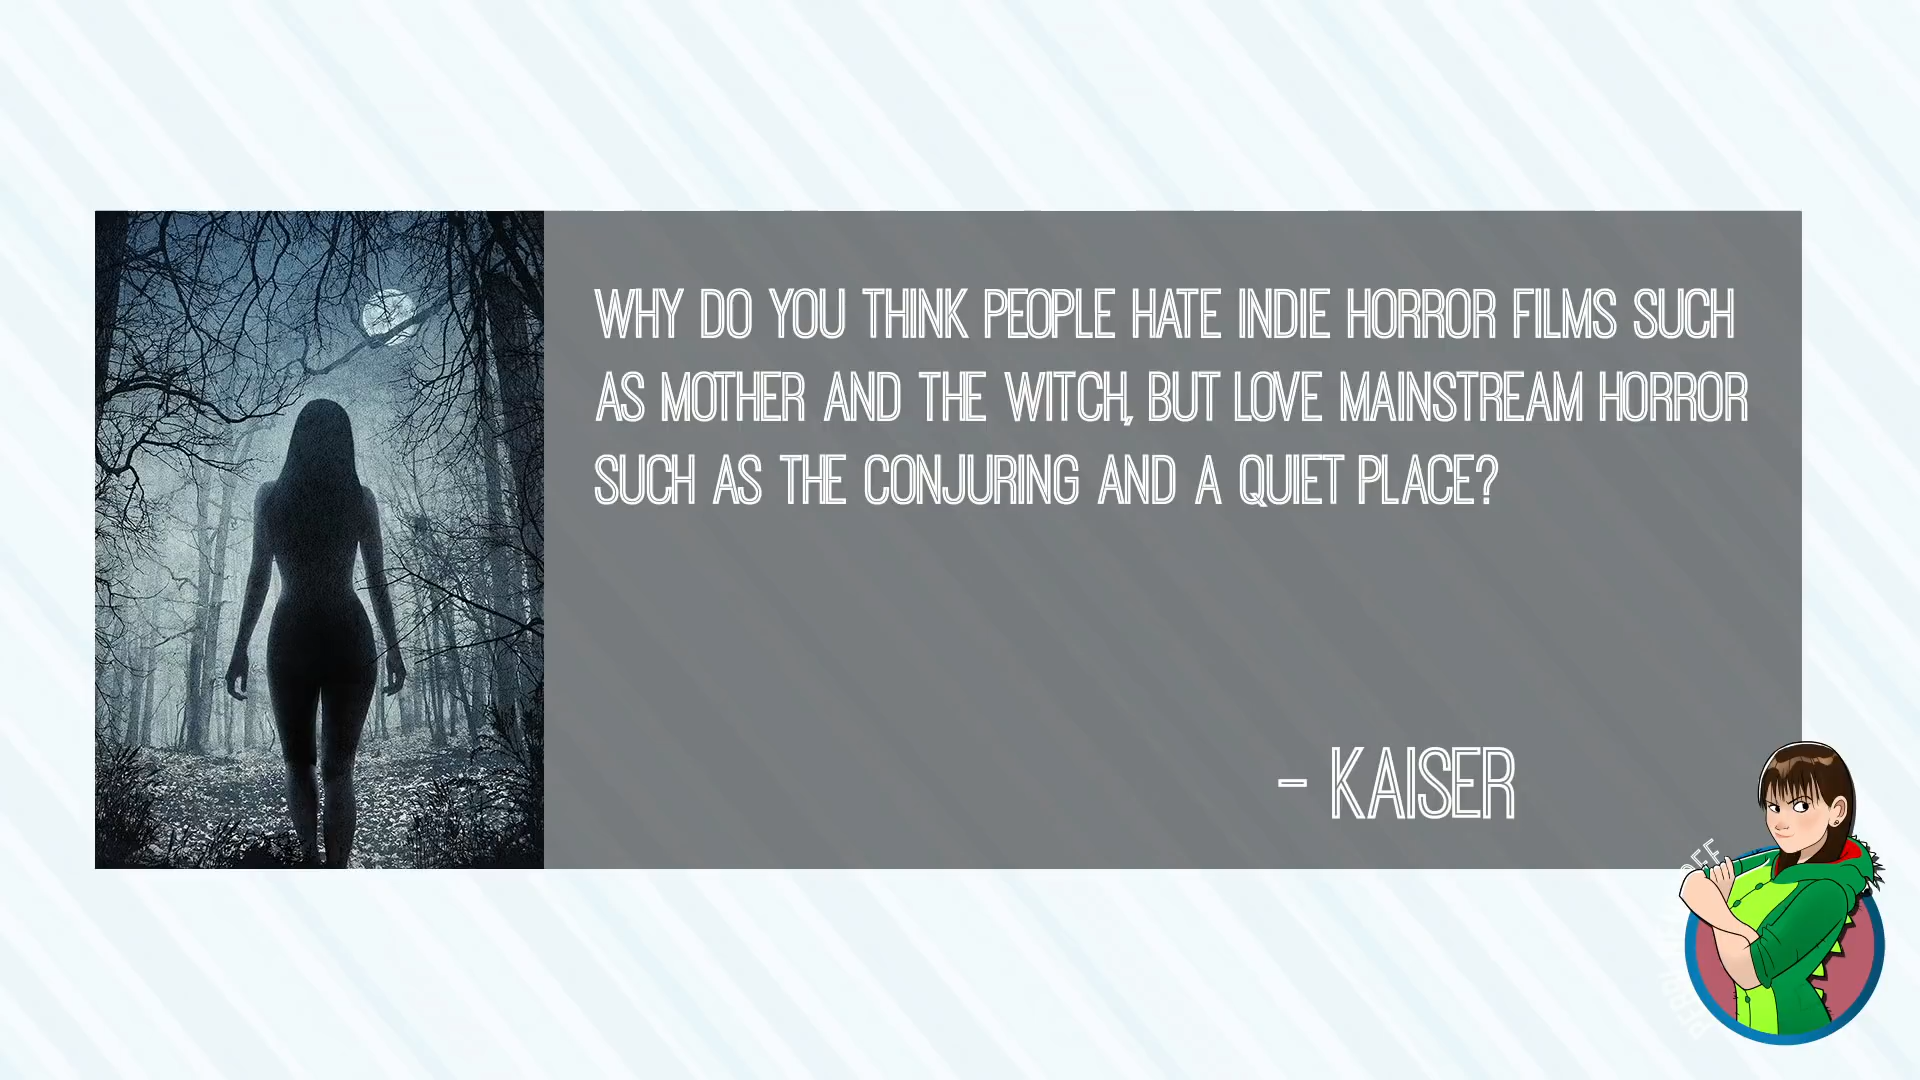 WHY DO YOU THINK PEOPLE HATE INDIE HORROR FILMS SUCH
AS MOTHER AND THE WITCH, BUT LOVE MAINSTREAM HORROR
SUCH AS THE CONJURING AND A QUIET PLACE?
- KAISER